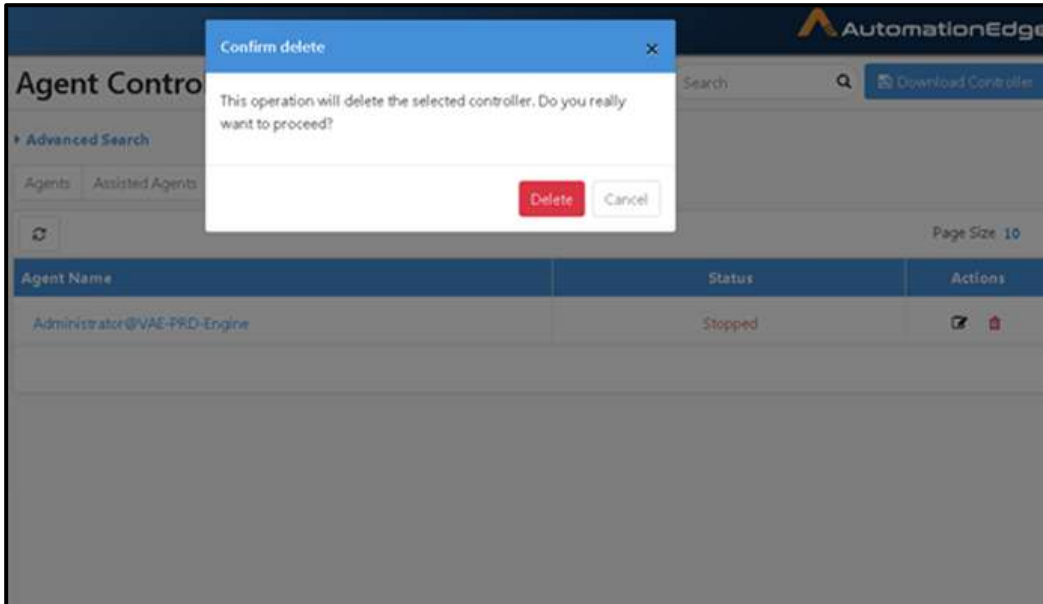 AutomationEdge
Confirm delete ×
Agent Contro
Search
Download Controller
This operation will delete the selected controller. Do you really
want to proceed?
Advanced Search
Agents Assisted Agents
Delete Cancel
Page Size 10
Agent Name Status Actions
Administrator@VAE-PRD-Engine Stopped